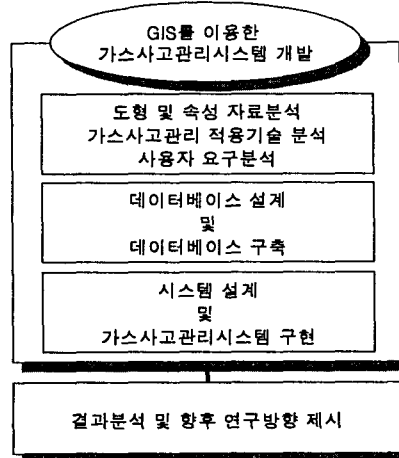 GIS를 이용한
가스사고관리시스템 개발
도형 및 속성 자료분석
가스사고관리 적용기술 분석
사용자 요구분석
데이터베이스 설계
및
데이터베이스 구축
시스템 설계
및
가스사고관리시스템 구현
결과분석 및 향후 연구방향 제시